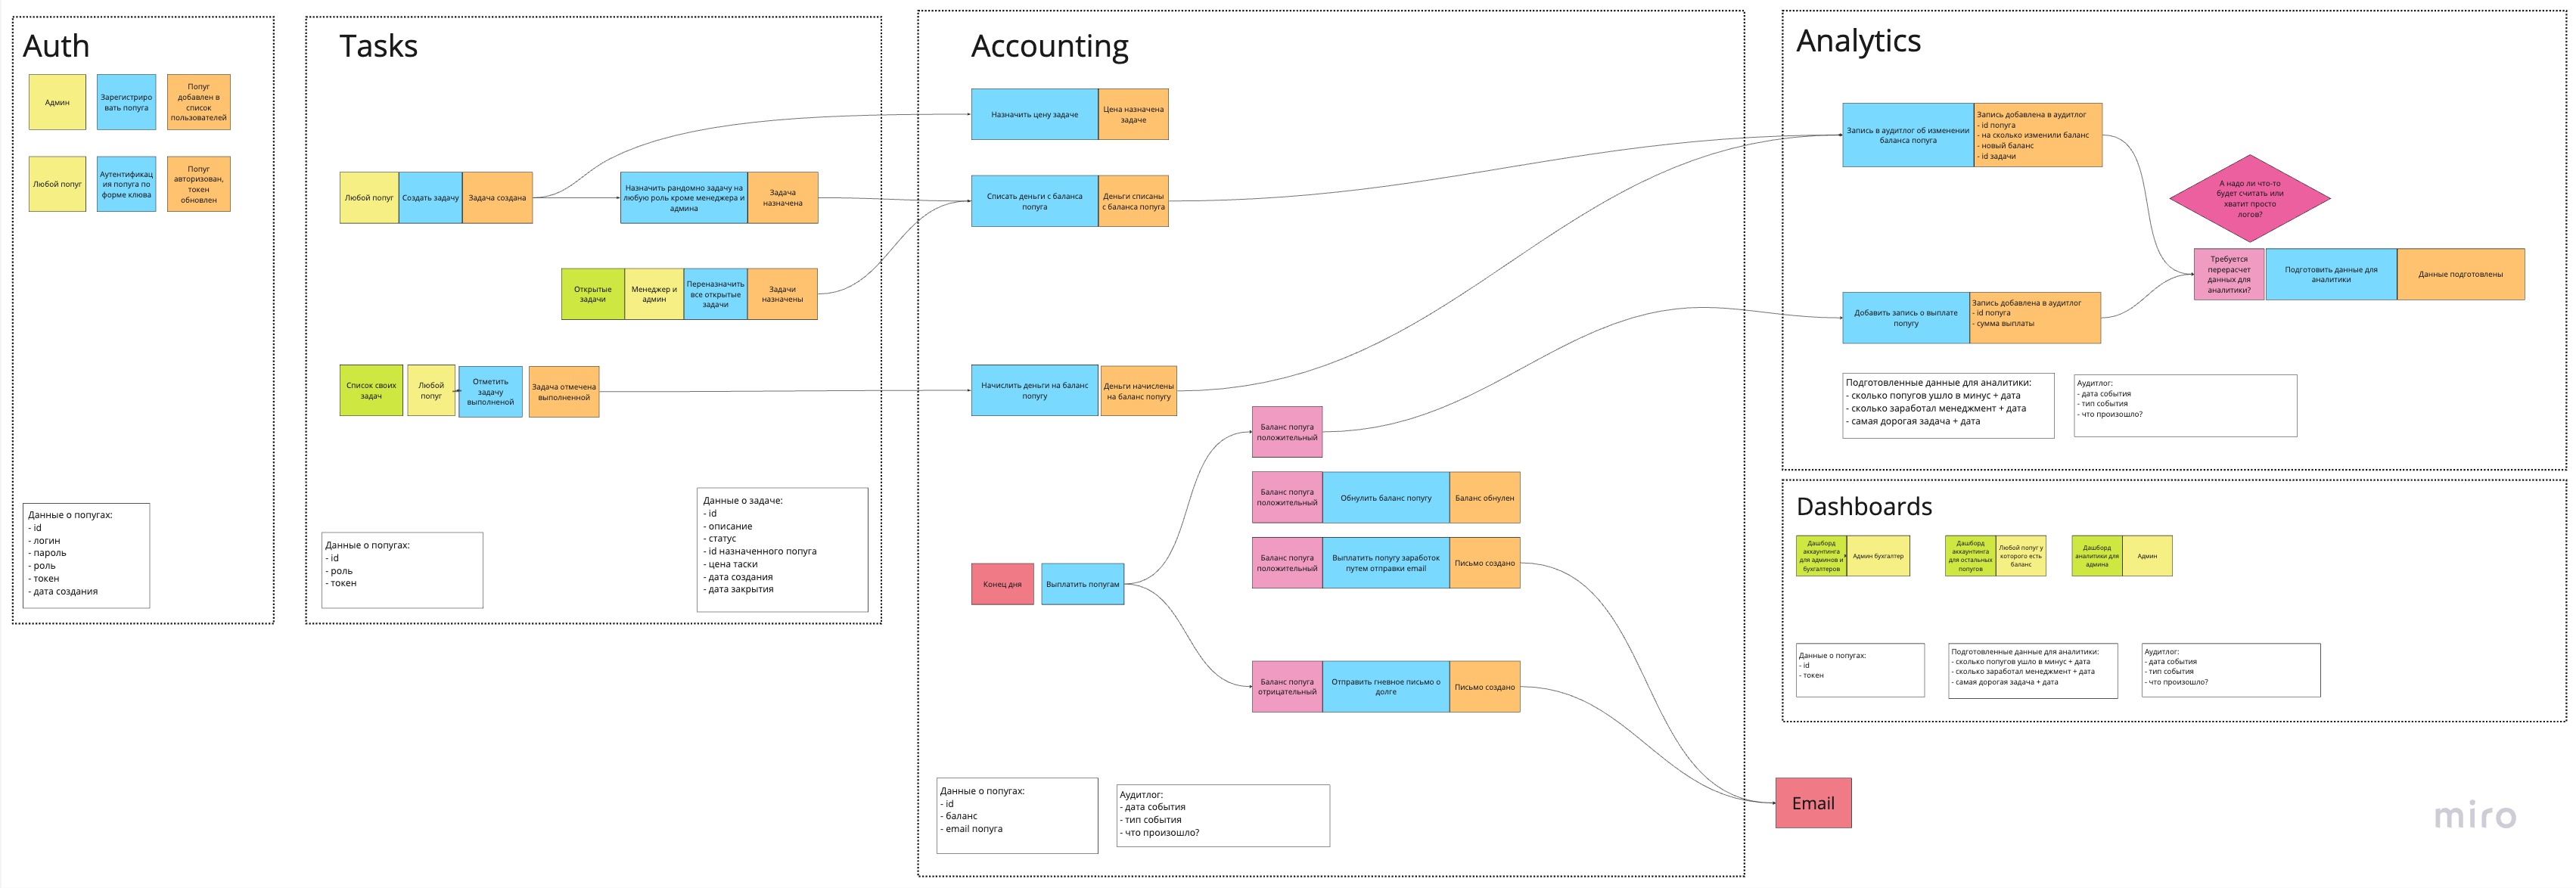 Auth
Админ
Зарегистриро
вать попуга
Попуг
добавлен в
список
пользователей
Любой попуг
Аутентификац
ия попуга по
форме клюва
Попуг
авторизован,
токен
обновлен
Данные о попугах:
- id
- логин
- пароль
- роль
- токен
- дата создания
Tasks
Любой попуг
Создать задачу
Задача создана
Назначить рандомно задачу на
любую роль кроме менеджера и
админа
Задача
назначена
Открытые
задачи
Менеджер и
админ
Переназначить
все открытые
задачи
Задачи
назначены
Список своих
задач
Любой
попуг
Отметить
задачу
выполненой
Задача отмечена
выполненной
Данные о попугах:
- id
- роль
- токен
Данные о задаче:
- id
- описание
- статус
- id назначенного попуга
- цена таски
- дата создания
- дата закрытия
Accounting
Назначить цену задаче
Цена назначена
задаче
Списать деньги с баланса
попуга
Деньги списаны
с баланса попуга
Начислить деньги на баланс
попугу
Деньги начислены
на баланс попугу
Баланс попуга
положительный
Баланс попуга
положительный
Обнулить баланс попугу
Баланс обнулен
Баланс попуга
положительный
Выплатить попугу заработок
путем отправки email
Письмо создано
Конец дня
Выплатить попугам
Баланс попуга
отрицательный
Отправить гневное письмо о
долге
Письмо создано
Данные о попугах:
- id
- баланс
- email попуга
Аудитлог:
- дата события
- тип события
- что произошло?
Analytics
Запись в аудитлог об изменении
баланса попуга
Запись добавлена в аудитлог
- id попуга
- на сколько изменили баланс
- новый баланс
- id задачи
А надо ли что-то
будет считать или
хватит просто
логов?
Требуется
перерасчет
данных для
аналитики?
Подготовить данные для
аналитики
Данные подготовлены
Добавить запись о выплате
попугу
Запись добавлена в аудитлог
- id попуга
- сумма выплаты
Подготовленные данные для аналитики:
- сколько попугов ушло в минус + дата
- сколько заработал менеджмент + дата
- самая дорогая задача + дата
Аудитлог:
- дата события
- тип события
- что произошло?
Dashboards
Дашборд
аккаунтинга
для админов и
бухгалтеров
Админ бухгалтер
Дашборд
аккаунтинга
для остальных
попугов
Любой попуг у
которого есть
баланс
Дашборд
аналитики для
админа
Админ
Данные о попугах:
- id
- токен
Подготовленные данные для аналитики:
- сколько попугов ушло в минус + дата
- сколько заработал менеджмент + дата
- самая дорогая задача + дата
Аудитлог:
- дата события
- тип события
- что произошло?
Email
miro